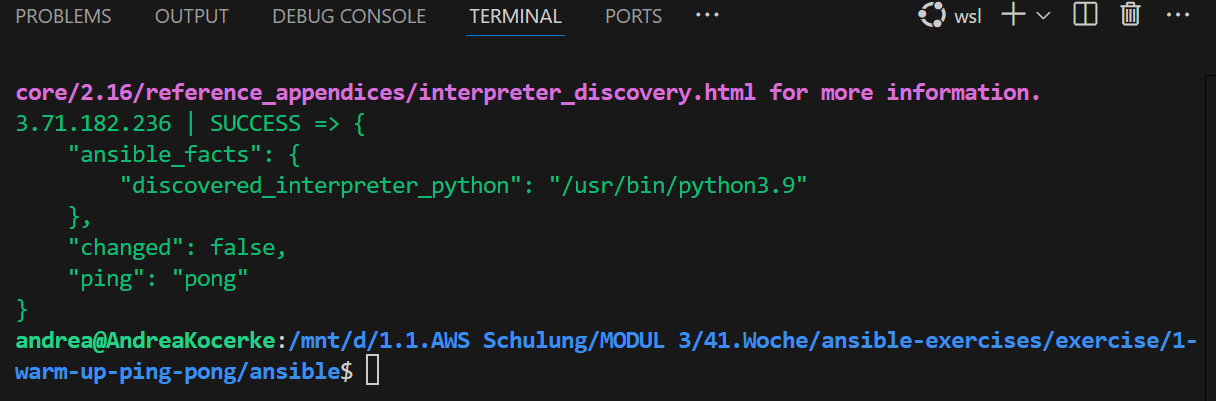 PROBLEMS OUTPUT DEBUG CONSOLE TERMINAL PORTS ··· wsl ···
core/2.16/reference_appendices/interpreter_discovery.html for more information.
3.71.182.236 | SUCCESS => {
    "ansible_facts": {
        "discovered_interpreter_python": "/usr/bin/python3.9"
    },
    "changed": false,
    "ping": "pong"
}
andrea@AndreaKocerke:/mnt/d/1.1.AWS Schulung/MODUL 3/41.Woche/ansible-exercises/exercise/1-
warm-up-ping-pong/ansible$